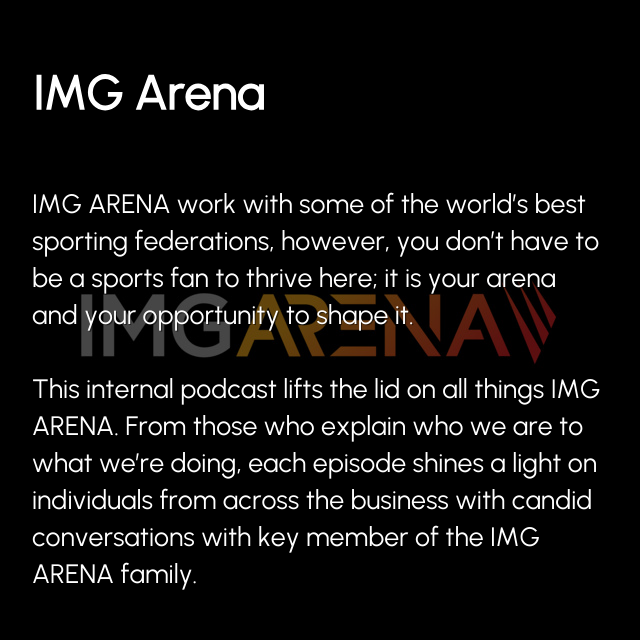 IMG Arena
IMG ARENA work with some of the world's best
sporting federations, however, you don't have to
be a sports fan to thrive here; it is your arena
and your opportunity to shape it.
IMG ARENA
This internal podcast lifts the lid on all things IMG
ARENA. From those who explain who we are to
what we're doing, each episode shines a light on
individuals from across the business with candid
conversations with key member of the IMG
ARENA family.